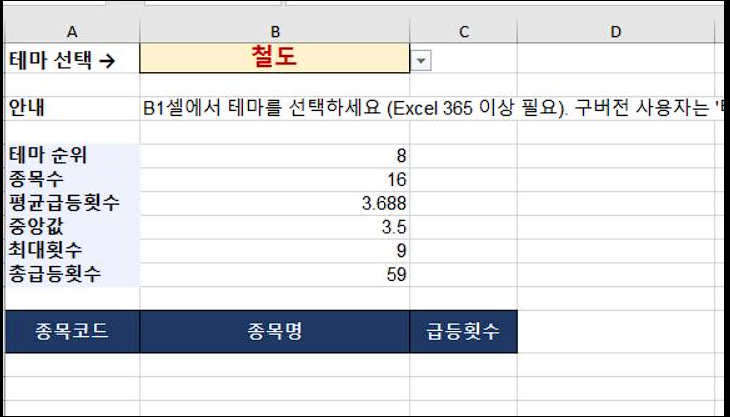 A B C D
테마 선택 → 철도
안내 B1셀에서 테마를 선택하세요 (Excel 365 이상 필요). 구버전 사용자는 '
테마 순위 8
종목수 16
평균급등횟수 3.688
중앙값 3.5
최대횟수 9
총급등횟수 59
종목코드 종목명 급등횟수